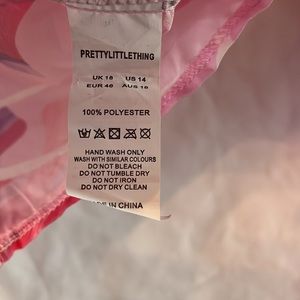 PRETTYLITTLETHING
UK 18 US 14
EUR 46 AUS 18
100% POLYESTER
HAND WASH ONLY
WASH WITH SIMILAR COLOURS
DO NOT BLEACH
DO NOT TUMBLE DRY
DO NOT IRON
DO NOT DRY CLEAN
IN CHINA